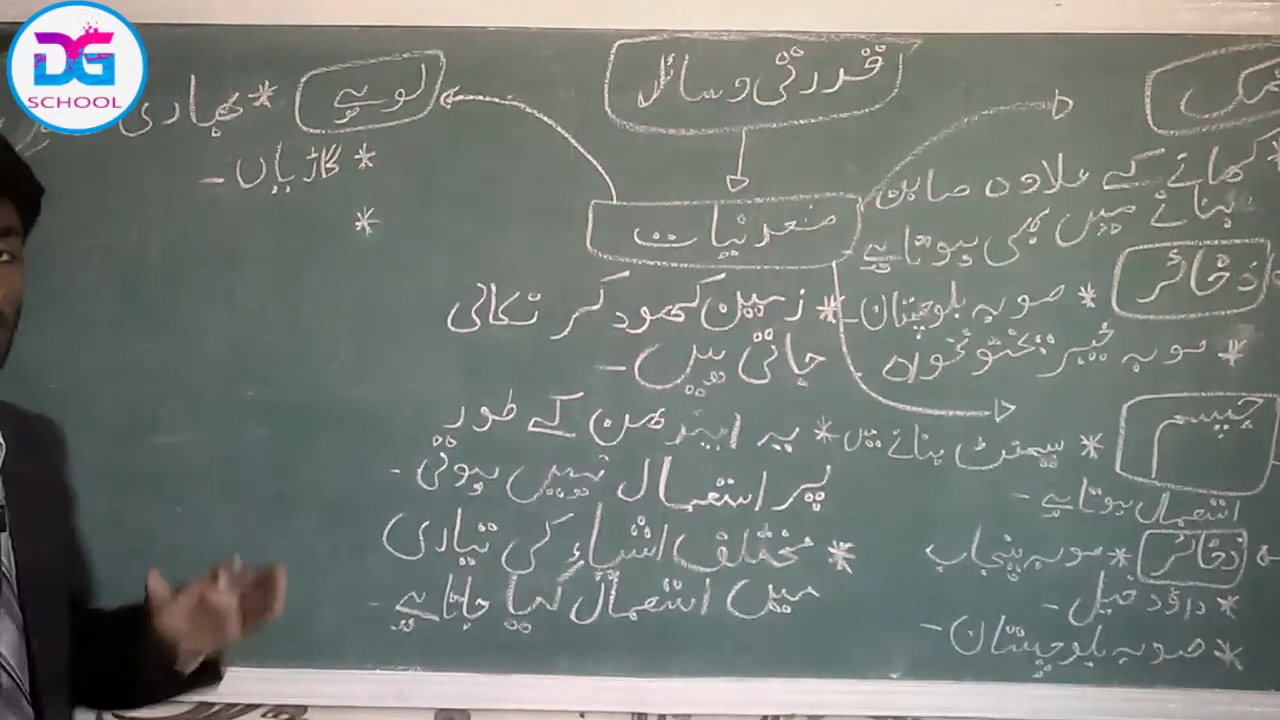 DG
SCHOOL
قدرتی وسائل
معدنیات
* زمین کھود کر نکالی
جاتی ہیں -
* یہ ایندھن کے طور
پر استعمال نہیں ہوتی -
* مختلف اشیاء کی تیاری
میں استعمال کیا جاتا ہے -
نمک
* کھانے کے علاوہ صابن
بنانے میں بھی ہوتا ہے -
ذخائر
* صوبہ بلوچستان -
* صوبہ خیبر پختونخواہ
جپسم
* سیمنٹ بنانے میں
استعمال ہوتا ہے -
ذخائر
* صوبہ پنجاب
* داؤد خیل -
* صوبہ بلوچستان -
لوہے
* بھاری
* گاڑیاں -
*